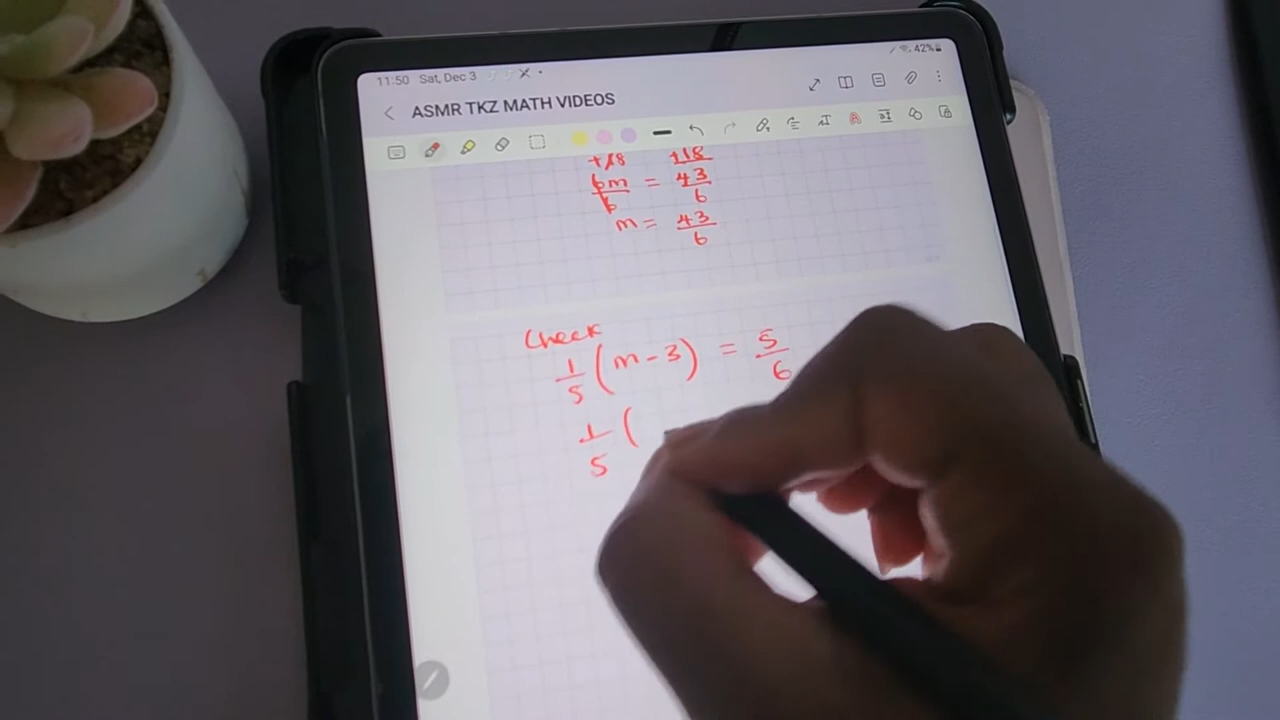 11:50 Sat, Dec 3 42%
ASMR TKZ MATH VIDEOS
+18 +18
6m/6 = 43/6
m = 43/6
Check
1/5 (m - 3) = 5/6
1/5 (